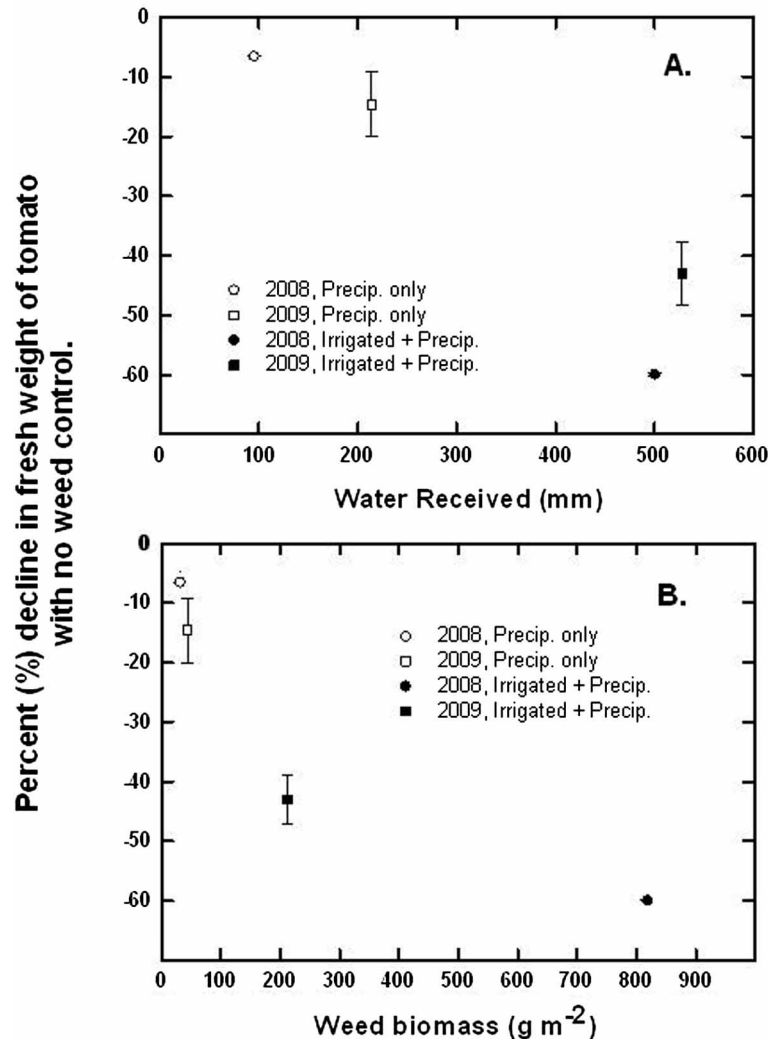 Percent (%) decline in fresh weight of tomato
with no weed control.
0
-10
-20
-30
-40
-50
-60
A.
2008, Precip. only
2009, Precip. only
2008, Irrigated + Precip.
2009, Irrigated + Precip.
0 100 200 300 400 500 600
Water Received (mm)
0
-10
-20
-30
-40
-50
-60
B.
2008, Precip. only
2009, Precip. only
2008, Irrigated + Precip.
2009, Irrigated + Precip.
0 100 200 300 400 500 600 700 800 900
Weed biomass (g m⁻²)